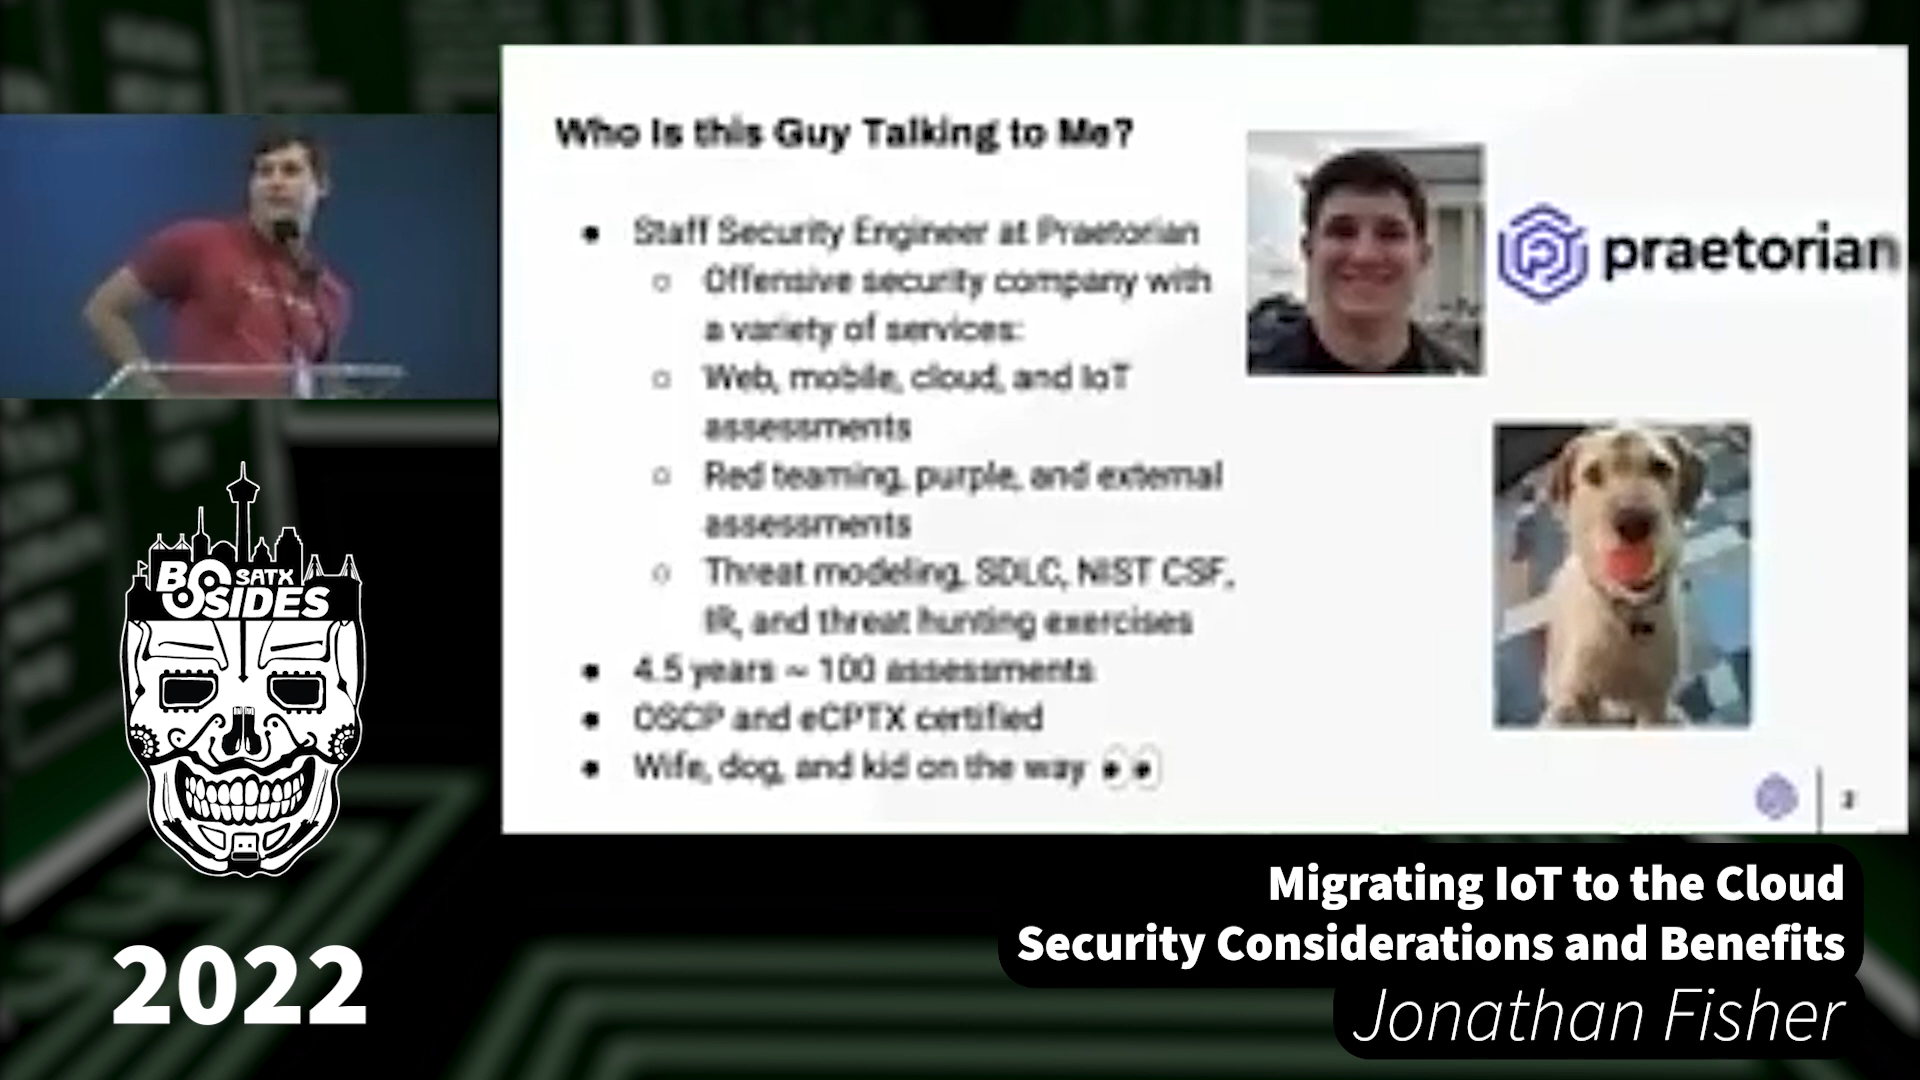 Who Is this Guy Talking to Me?
● Staff Security Engineer at Praetorian
○ Offensive security company with
a variety of services:
○ Web, mobile, cloud, and IoT
assessments
○ Red teaming, purple, and external
assessments
○ Threat modeling, SDLC, NIST CSF,
IR, and threat hunting exercises
● 4.5 years ~ 100 assessments
● OSCP and eCPTX certified
● Wife, dog, and kid on the way 👀
praetorian
2
BSIDES
SATX
2022
Migrating IoT to the Cloud
Security Considerations and Benefits
Jonathan Fisher